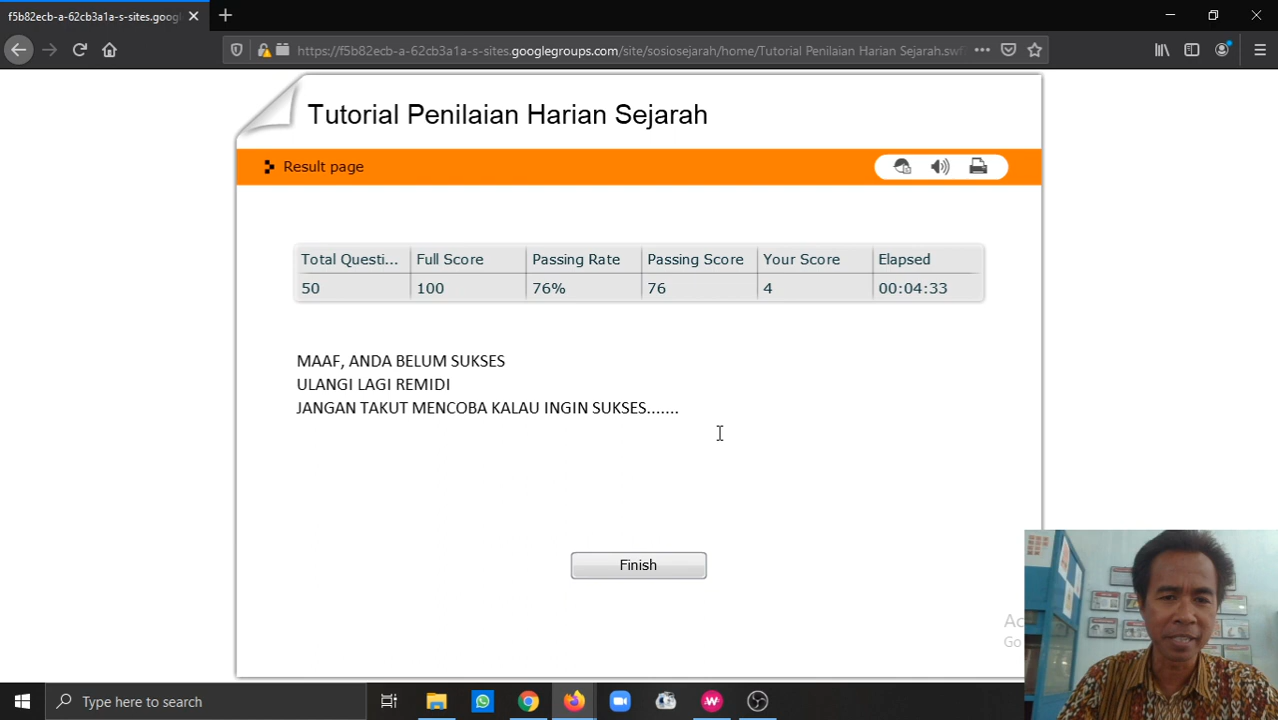 f5b82ecb-a-62cb3a1a-s-sites.googl
https://f5b82ecb-a-62cb3a1a-s-sites.googlegroups.com/site/sosiosejarah/home/Tutorial Penilaian Harian Sejarah.swf
Tutorial Penilaian Harian Sejarah
Result page
Total Questi... Full Score Passing Rate Passing Score Your Score Elapsed
50 100 76% 76 4 00:04:33
MAAF, ANDA BELUM SUKSES
ULANGI LAGI REMIDI
JANGAN TAKUT MENCOBA KALAU INGIN SUKSES.......
Finish
Ac
Go
Type here to search